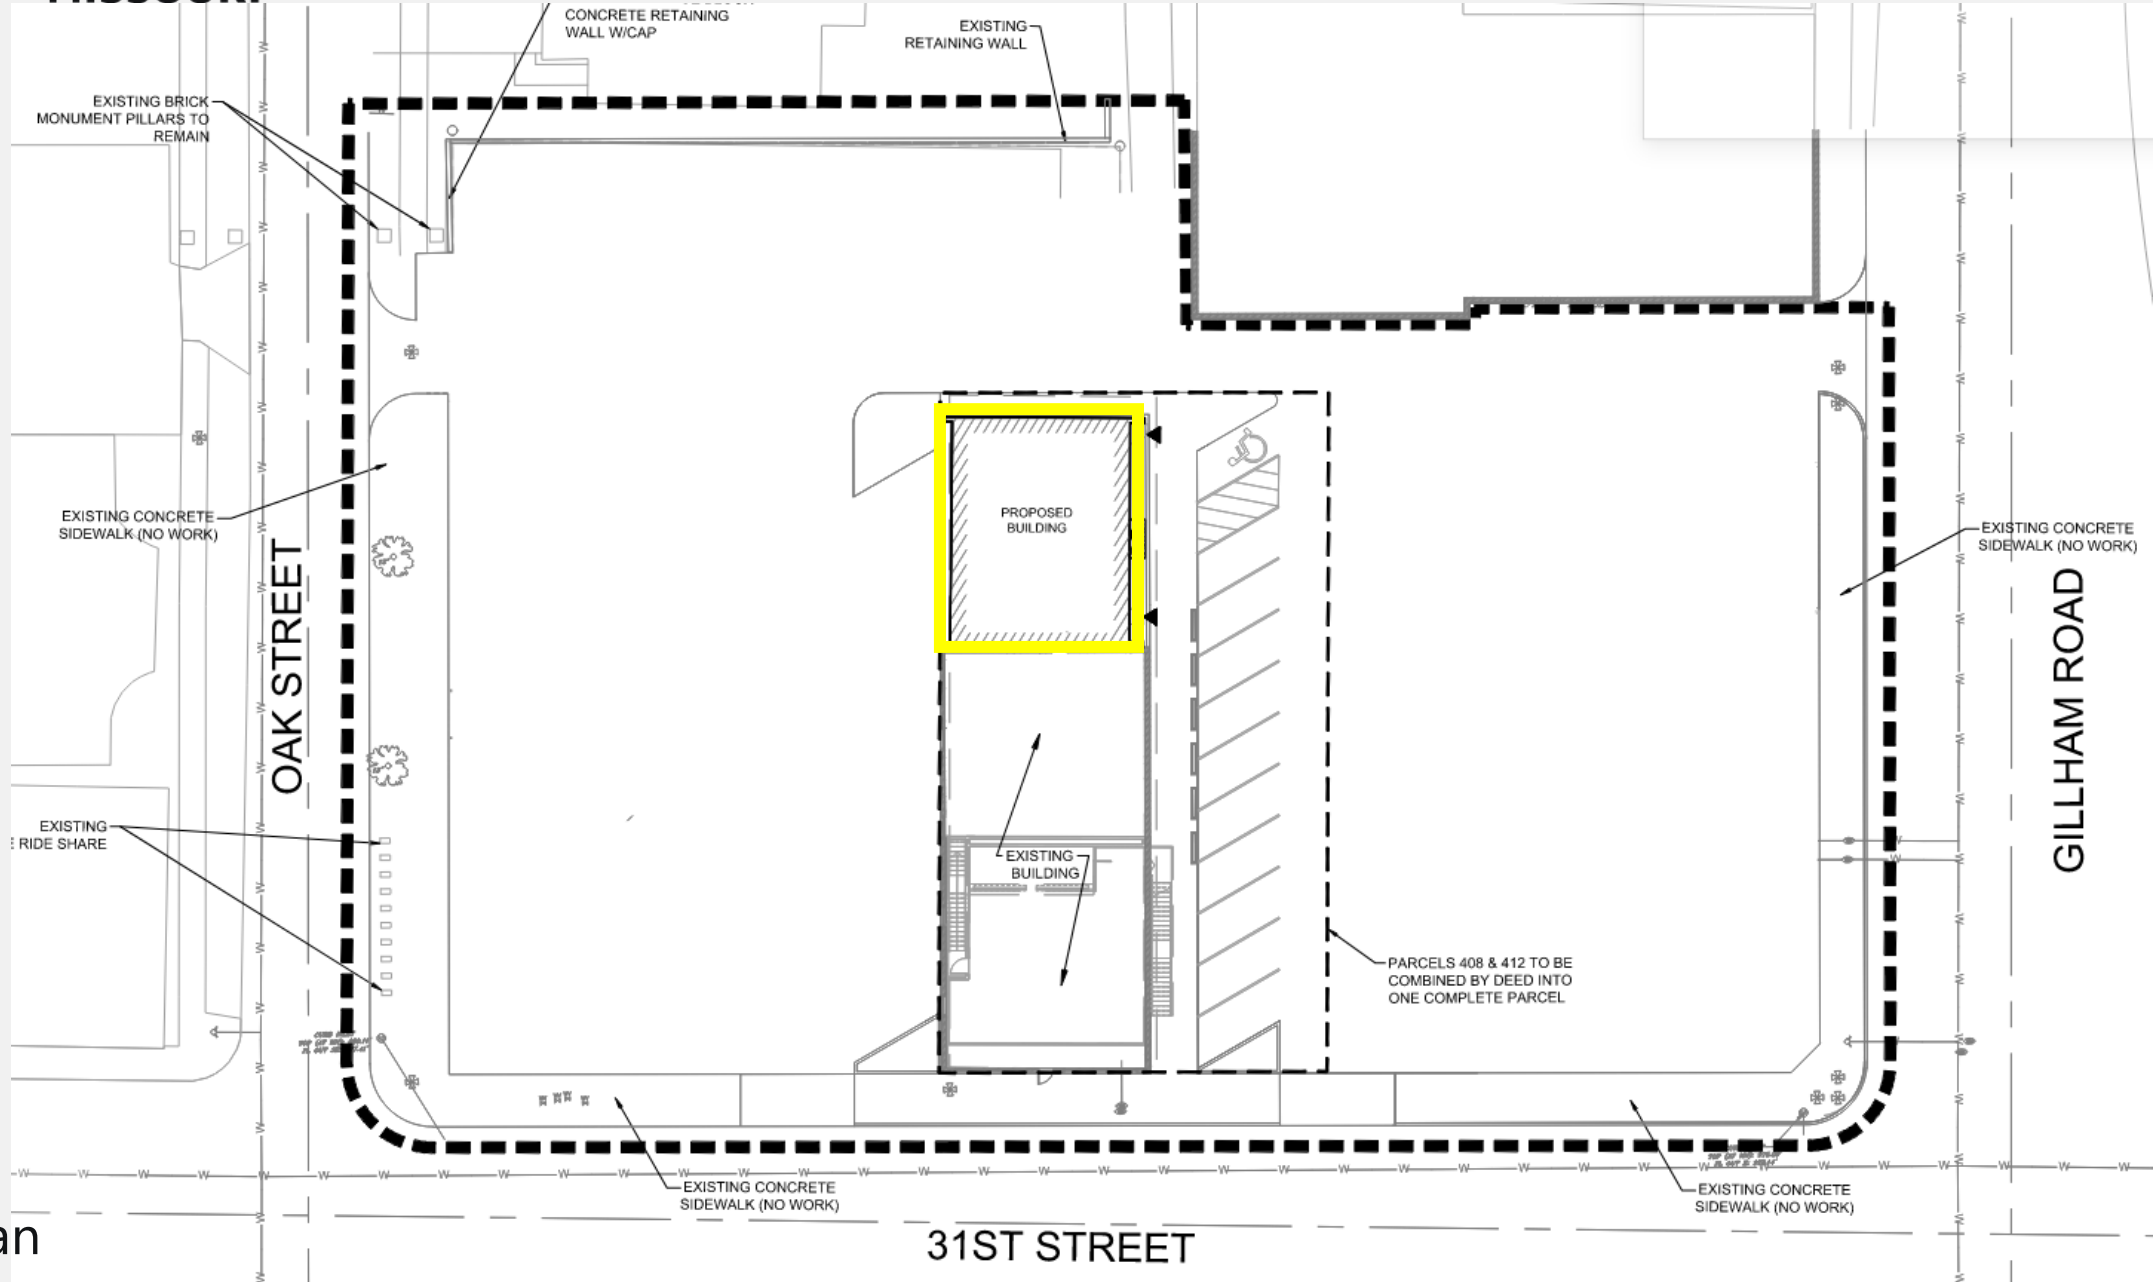 MISSOURI
CONCRETE RETAINING
WALL W/CAP
EXISTING
RETAINING WALL
EXISTING BRICK
MONUMENT PILLARS TO
REMAIN
PROPOSED
BUILDING
EXISTING CONCRETE
SIDEWALK (NO WORK)
EXISTING CONCRETE
SIDEWALK (NO WORK)
OAK STREET
GILLHAM ROAD
EXISTING
RIDE SHARE
EXISTING
BUILDING
PARCELS 408 & 412 TO BE
COMBINED BY DEED INTO
ONE COMPLETE PARCEL
EXISTING CONCRETE
SIDEWALK (NO WORK)
EXISTING CONCRETE
SIDEWALK (NO WORK)
an
31ST STREET